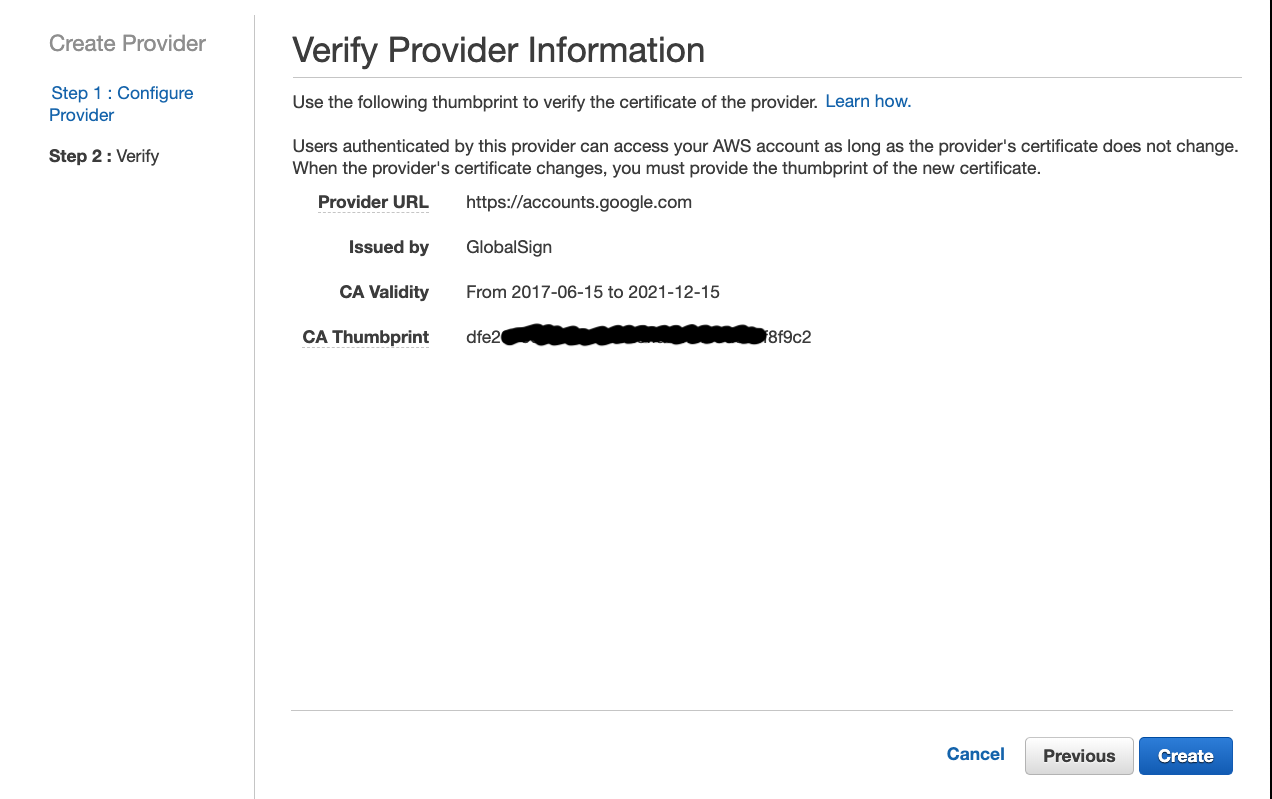 Create Provider
Step 1 : Configure
Provider
Step 2 : Verify
Verify Provider Information
Use the following thumbprint to verify the certificate of the provider. Learn how.
Users authenticated by this provider can access your AWS account as long as the provider's certificate does not change.
When the provider's certificate changes, you must provide the thumbprint of the new certificate.
Provider URL https://accounts.google.com
Issued by GlobalSign
CA Validity From 2017-06-15 to 2021-12-15
CA Thumbprint dfe2 f8f9c2
Cancel Previous Create